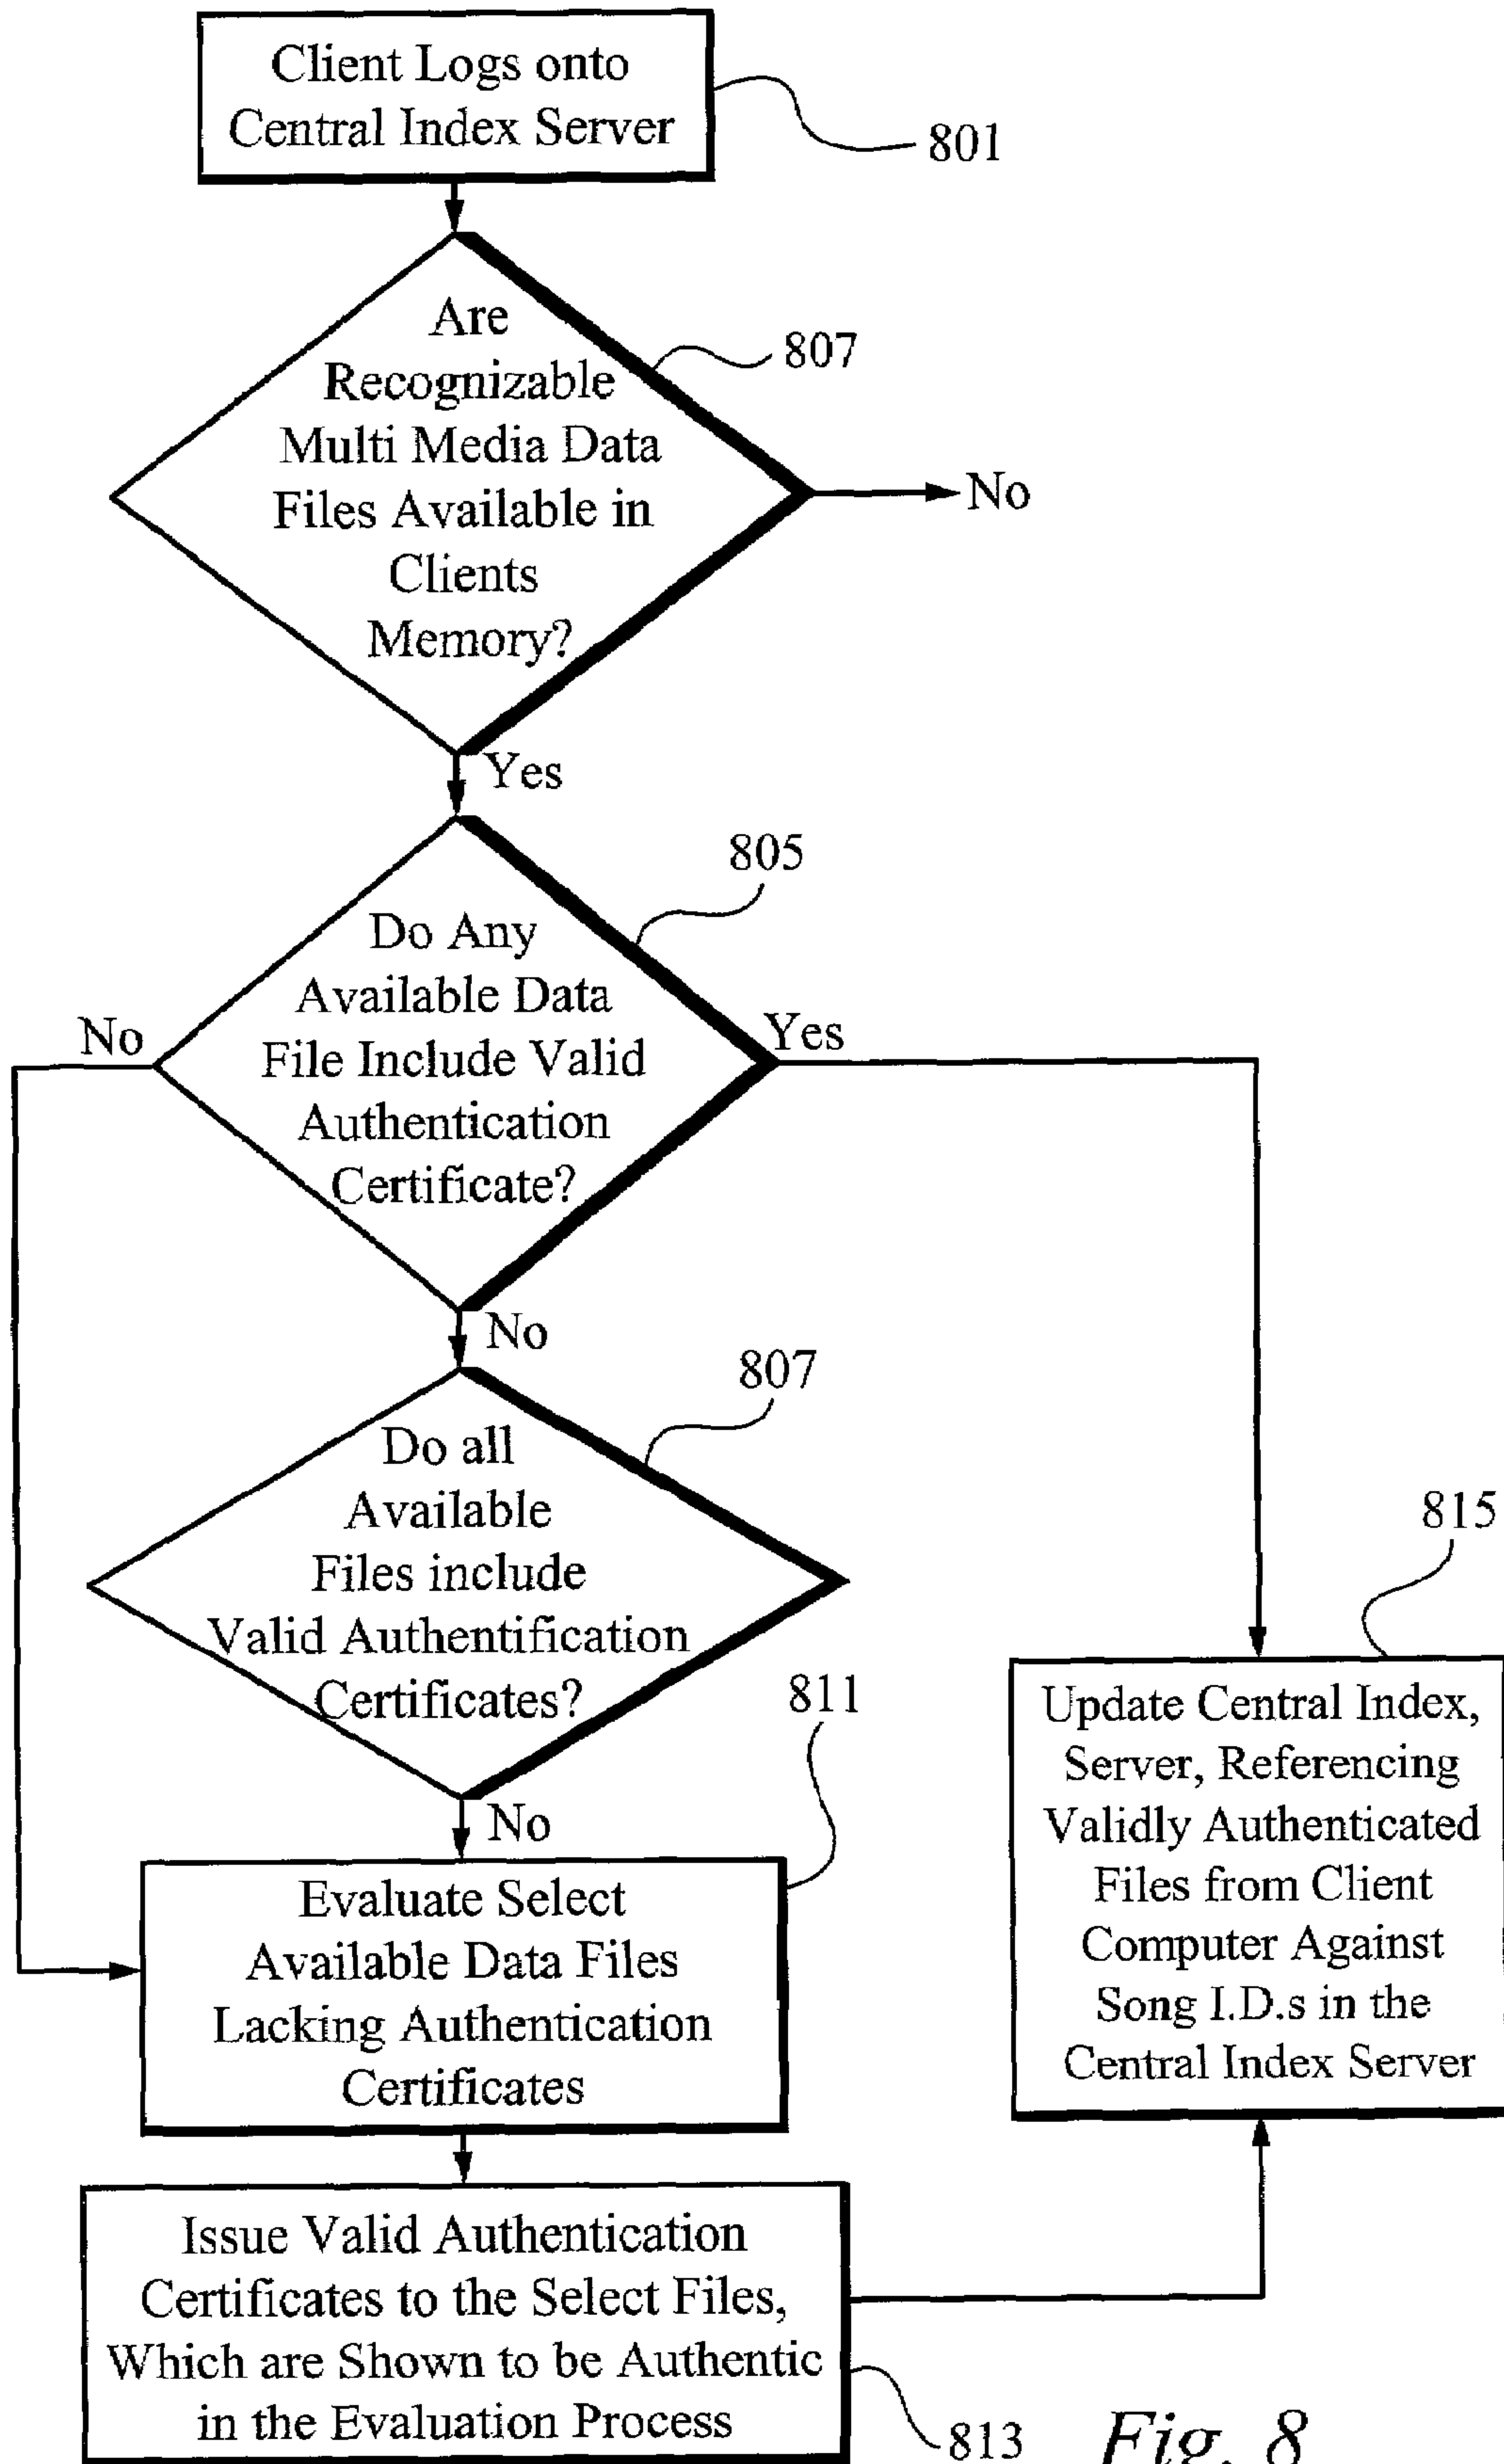 Client Logs onto
Central Index Server
801
Are
Recognizable
Multi Media Data
Files Available in
Clients
Memory?
807
No
Yes
805
Do Any
Available Data
File Include Valid
Authentication
Certificate?
No
Yes
No
807
Do all
Available
Files include
Valid Authentification
Certificates?
No
811
Evaluate Select
Available Data Files
Lacking Authentication
Certificates
815
Update Central Index,
Server, Referencing
Validly Authenticated
Files from Client
Computer Against
Song I.D.s in the
Central Index Server
Issue Valid Authentication
Certificates to the Select Files,
Which are Shown to be Authentic
in the Evaluation Process
813
Fig. 8